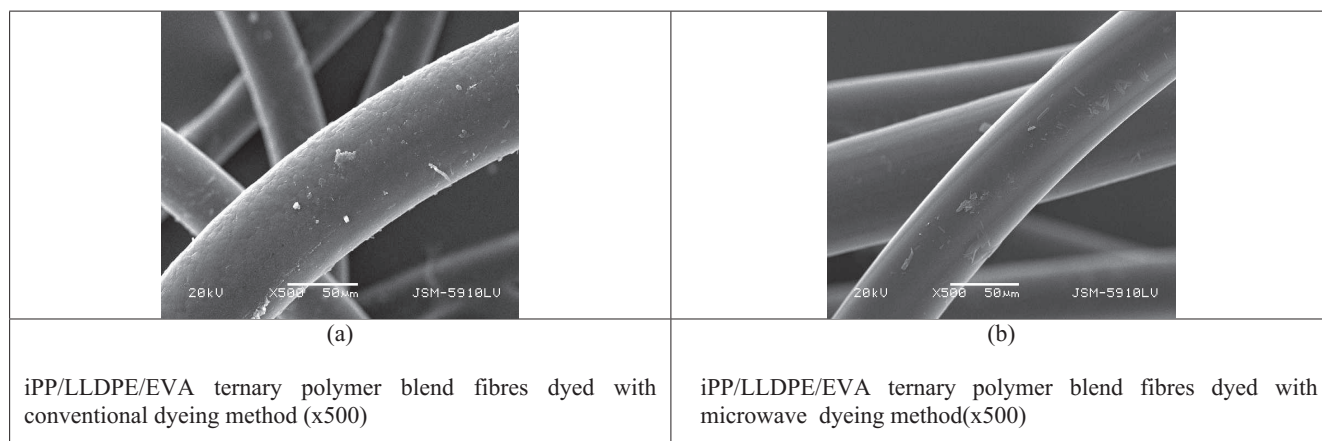 20kV X500 50μm JSM-5910LV
20kV X500 50μm JSM-5910LV
(a)
(b)
iPP/LLDPE/EVA ternary polymer blend fibres dyed with
conventional dyeing method (x500)
iPP/LLDPE/EVA ternary polymer blend fibres dyed with
microwave dyeing method(x500)